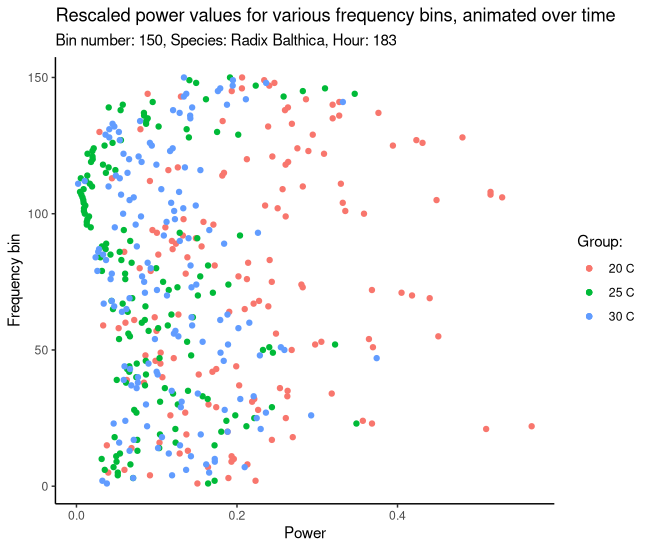 Rescaled power values for various frequency bins, animated over time
Bin number: 150, Species: Radix Balthica, Hour: 183
150
100
50
0
Frequency bin
0.0
0.2
0.4
Power
Group:
20 C
25 C
30 C